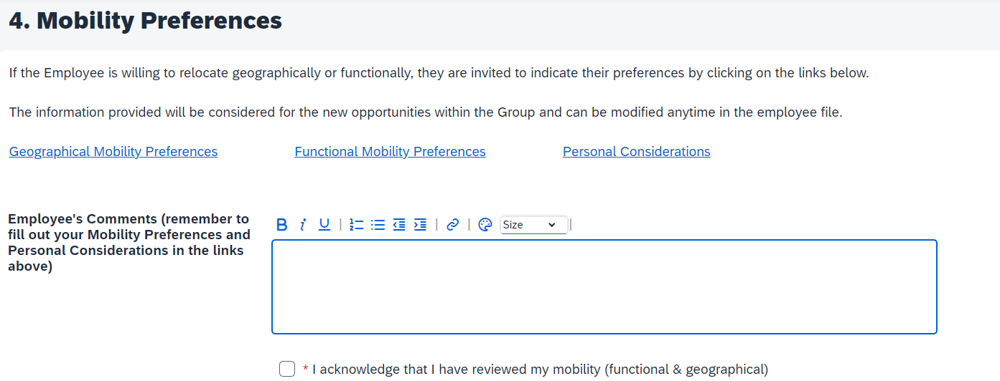 4. Mobility Preferences
If the Employee is willing to relocate geographically or functionally, they are invited to indicate their preferences by clicking on the links below.
The information provided will be considered for the new opportunities within the Group and can be modified anytime in the employee file.
Geographical Mobility Preferences Functional Mobility Preferences Personal Considerations
Employee's Comments (remember to
fill out your Mobility Preferences and
Personal Considerations in the links
above)
B i U Size
* I acknowledge that I have reviewed my mobility (functional & geographical)